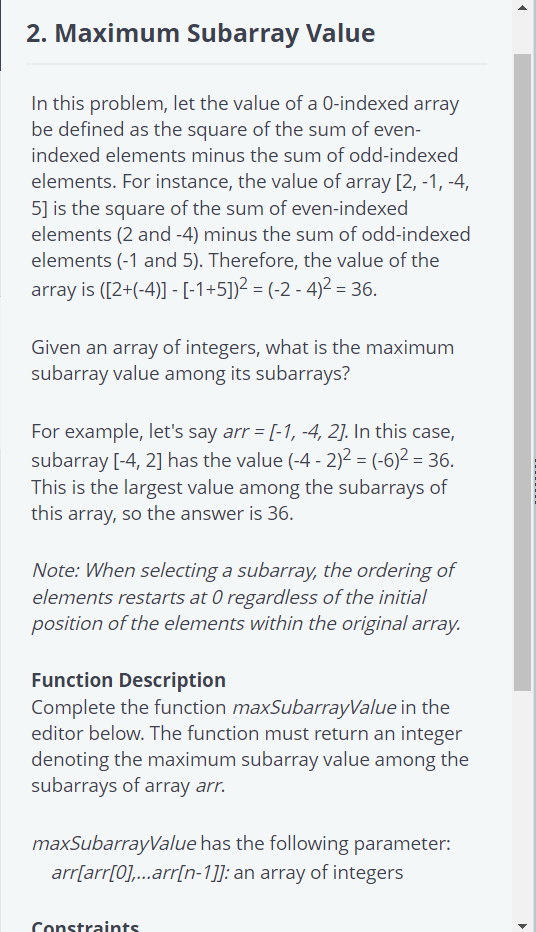 2. Maximum Subarray Value
In this problem, let the value of a 0-indexed array
be defined as the square of the sum of even-
indexed elements minus the sum of odd-indexed
elements. For instance, the value of array [2, -1, -4,
5] is the square of the sum of even-indexed
elements (2 and -4) minus the sum of odd-indexed
elements (-1 and 5). Therefore, the value of the
array is ([2+(-4)] - [-1+5])² = (-2 - 4)² = 36.
Given an array of integers, what is the maximum
subarray value among its subarrays?
For example, let's say arr = [-1, -4, 2]. In this case,
subarray [-4, 2] has the value (-4 - 2)² = (-6)² = 36.
This is the largest value among the subarrays of
this array, so the answer is 36.
Note: When selecting a subarray, the ordering of
elements restarts at 0 regardless of the initial
position of the elements within the original array.
Function Description
Complete the function maxSubarrayValue in the
editor below. The function must return an integer
denoting the maximum subarray value among the
subarrays of array arr.
maxSubarrayValue has the following parameter:
arr[arr[0],...arr[n-1]]: an array of integers
Constraints